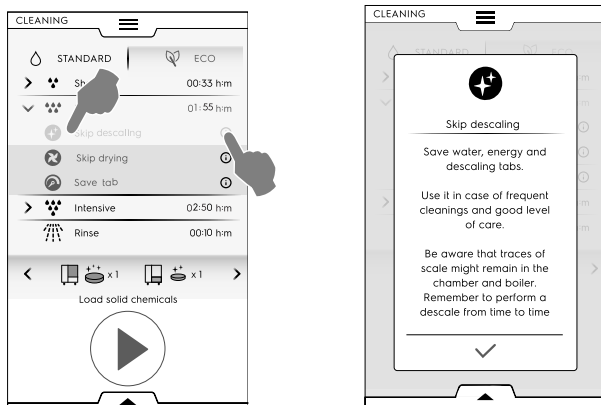 CLEANING
STANDARD
ECO
00:33 h:m
01:55 h:m
Skip descaling
Skip drying
Save tab
Intensive 02:50 h:m
Rinse 00:10 h:m
x 1 x 1
Load solid chemicals
CLEANING
STANDARD ECO
Skip descaling
Save water, energy and
descaling tabs.
Use it in case of frequent
cleanings and good level
of care.
Be aware that traces of
scale might remain in the
chamber and boiler.
Remember to perform a
descale from time to time